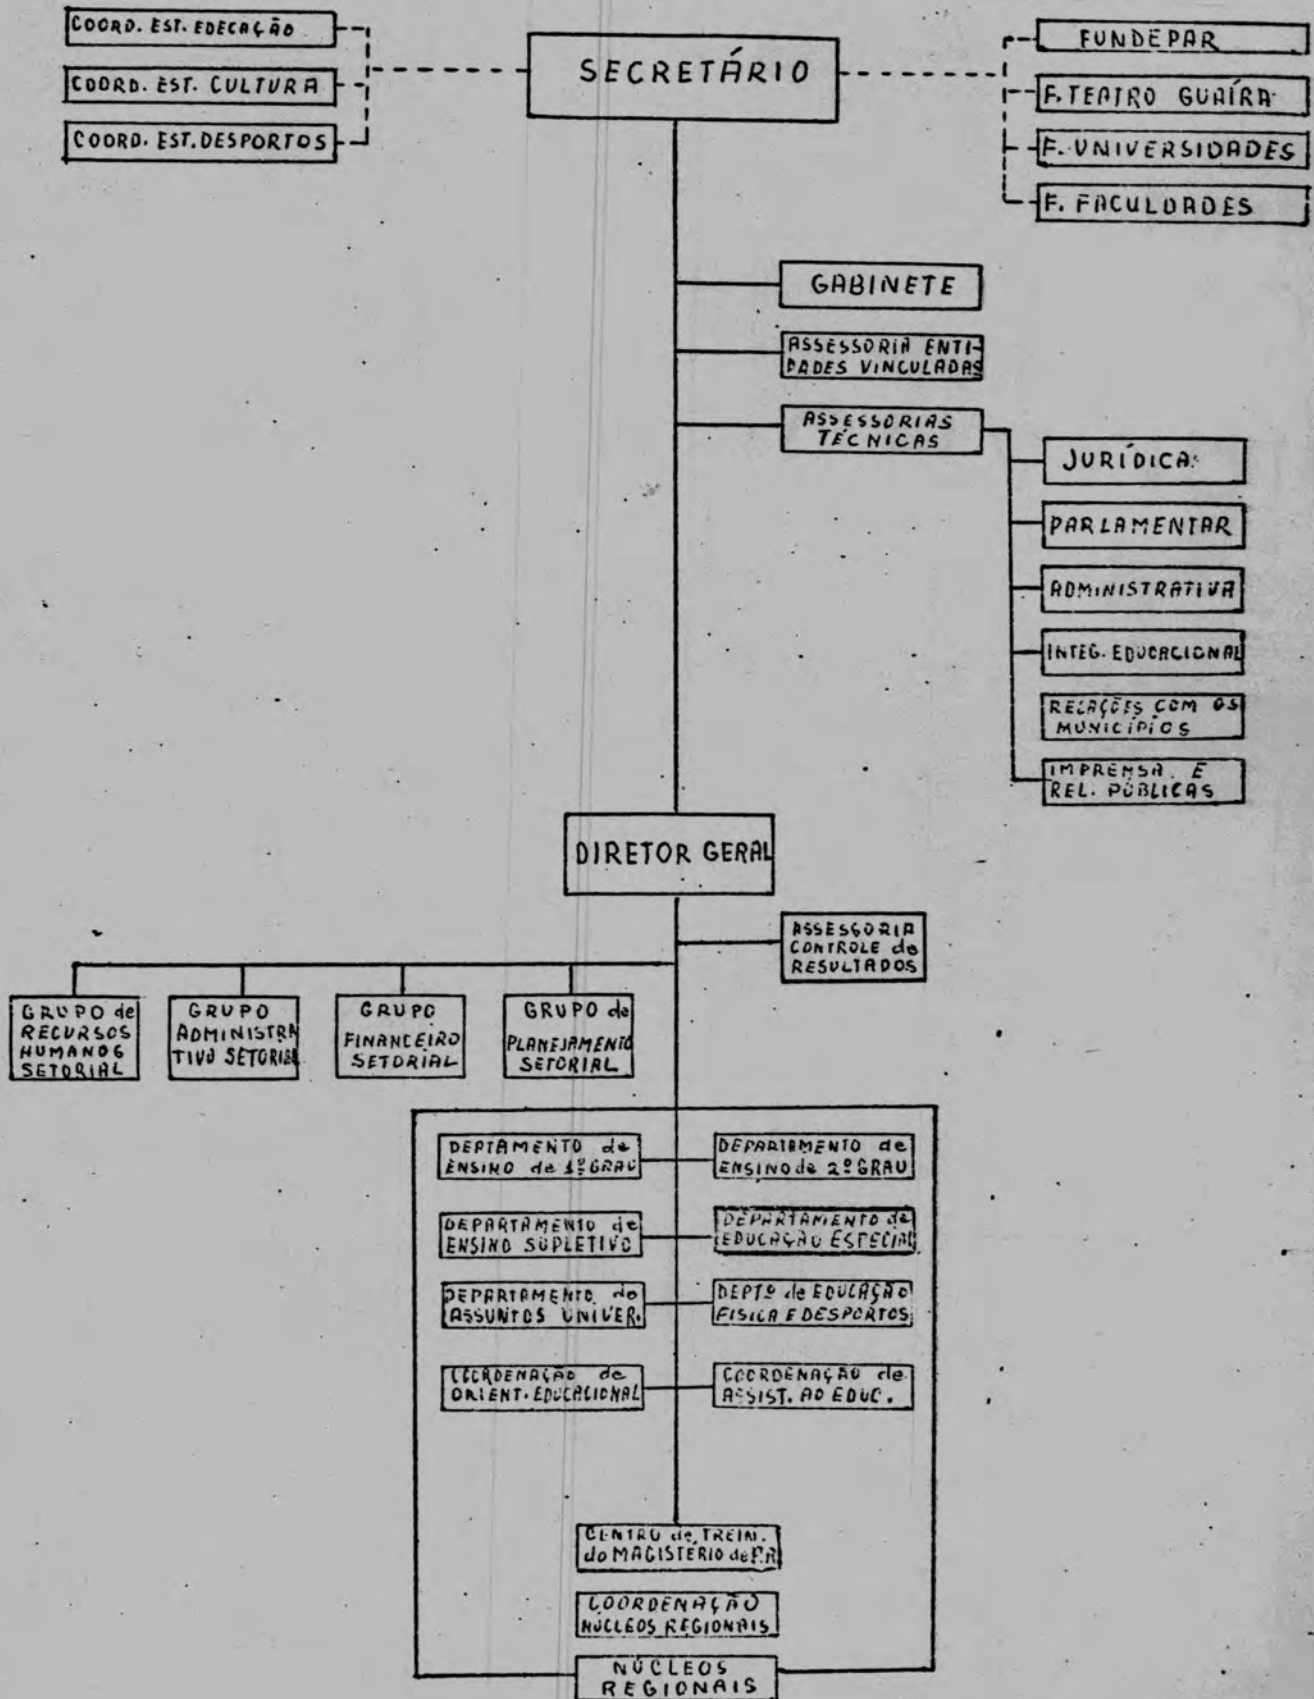 COORD. EST. EDECAÇÃO
COORD. EST. CULTURA
COORD. EST. DESPORTOS
SECRETÁRIO
FUNDEPAR
F. TEATRO GUAÍRA
F. UNIVERSIDADES
F. FACULDADES
GABINETE
ASSESSORIA ENTI-
DADES VINCULADAS
ASSESSORIAS
TÉCNICAS
JURÍDICA
PARLAMENTAR
ADMINISTRATIVA
INTEG. EDUCACIONAL
RELAÇÕES COM OS
MUNICÍPIOS
IMPRENSA E
REL. PÚBLICAS
DIRETOR GERAL
ASSESSORIA
CONTROLE de
RESULTADOS
GRUPO de
RECURSOS
HUMANOS
SETORIAL
GRUPO
ADMINISTRA
TIVO SETORIAL
GRUPO
FINANCEIRO
SETORIAL
GRUPO de
PLANEJAMENTO
SETORIAL
DEPTAMENTO de
ENSINO de 1º GRAU
DEPARTAMENTO de
ENSINO de 2º GRAU
DEPARTAMENTO de
ENSINO SUPLETIVO
DEPARTAMENTO de
EDUCAÇÃO ESPECIAL
DEPARTAMENTO de
ASSUNTOS UNIVER.
DEPTº de EDUCAÇÃO
FISICA E DESPORTOS
COORDENAÇÃO de
ORIENT. EDUCACIONAL
COORDENAÇÃO de
ASSIST. AO EDUC.
CENTRO de TREIN.
do MAGISTÉRIO de P.R
COORDENAÇÃO
NÚCLEOS REGIONAIS
NÚCLEOS
REGIONAIS